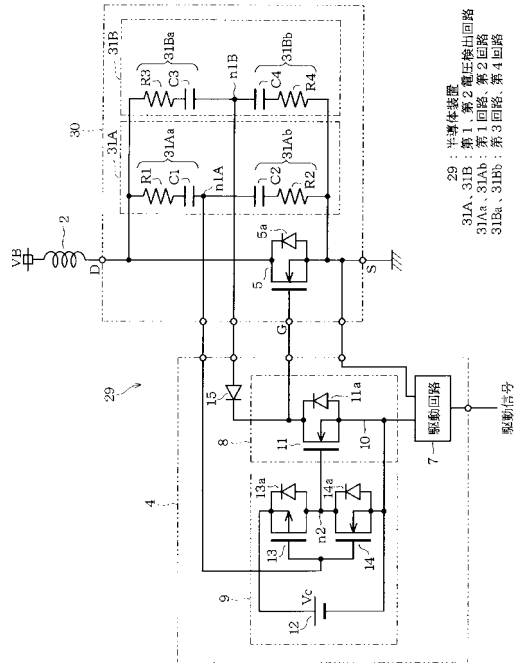 29：半導体装置
31A、31B：第１、第２電圧検出回路
31Aa、31Ab：第１回路、第２回路
31Ba、31Bb：第３回路、第４回路
30
31B
31A
31Ba
R3
C3
n1B
C4
31Bb
R4
31Aa
R1
C1
n1A
C2
31Ab
R2
VB
2
D
5a
5
S
G
29
15
4
8
11
11a
10
13a
14a
13
n2
14
9
Vc
12
駆動回路
7
駆動信号